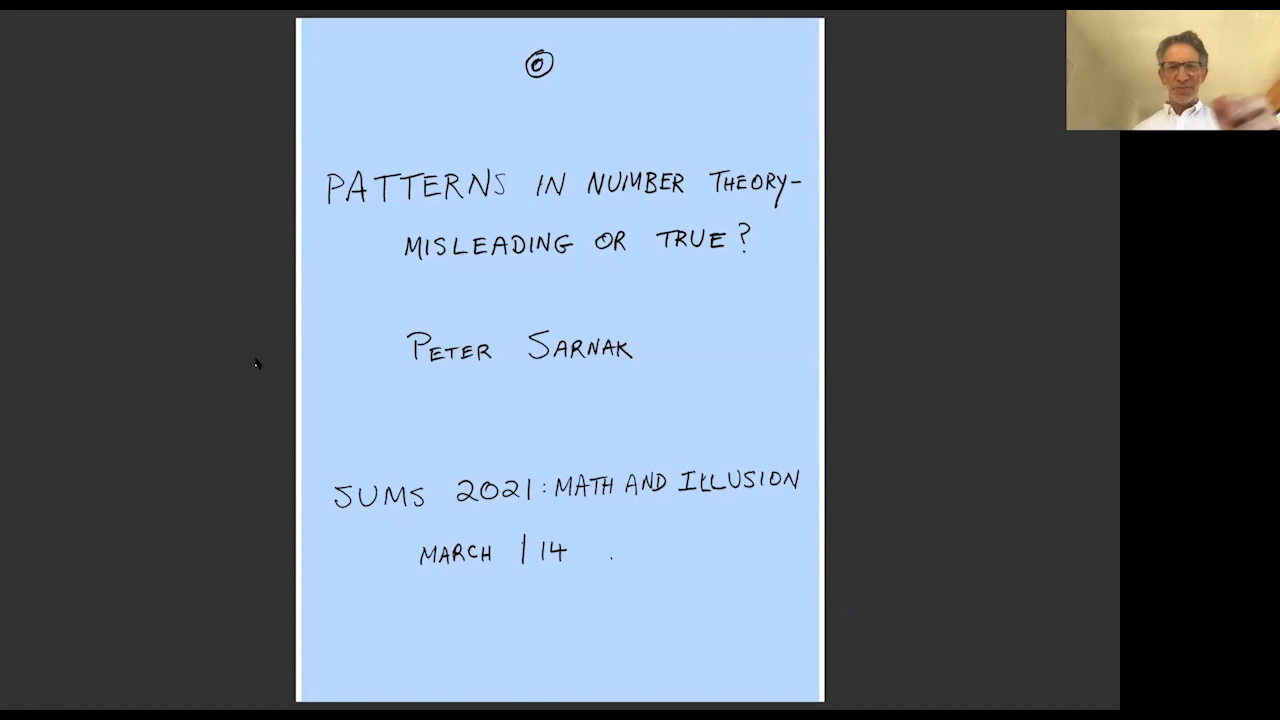 0
PATTERNS IN NUMBER THEORY-
MISLEADING OR TRUE?
PETER SARNAK
SUMS 2021: MATH AND ILLUSION
MARCH / 14